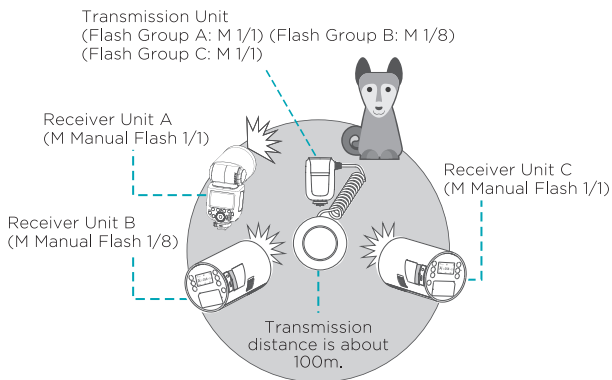 Transmission Unit
(Flash Group A: M 1/1) (Flash Group B: M 1/8)
(Flash Group C: M 1/1)
Receiver Unit A
(M Manual Flash 1/1)
Receiver Unit C
(M Manual Flash 1/1)
Receiver Unit B
(M Manual Flash 1/8)
Transmission
distance is about
100m.